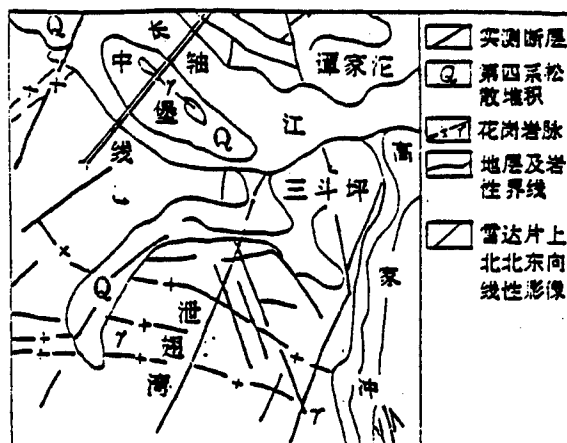 Q
长
中 轴
谭家沱
γ
堡
Q
江
线
高
三斗坪
家
Q
泄
γ
湾
冲
γ
实测断层
Q 第四系松
散堆积
γ 花岗岩脉
地层及岩
性界线
雷达片上
北北东向
线性影像